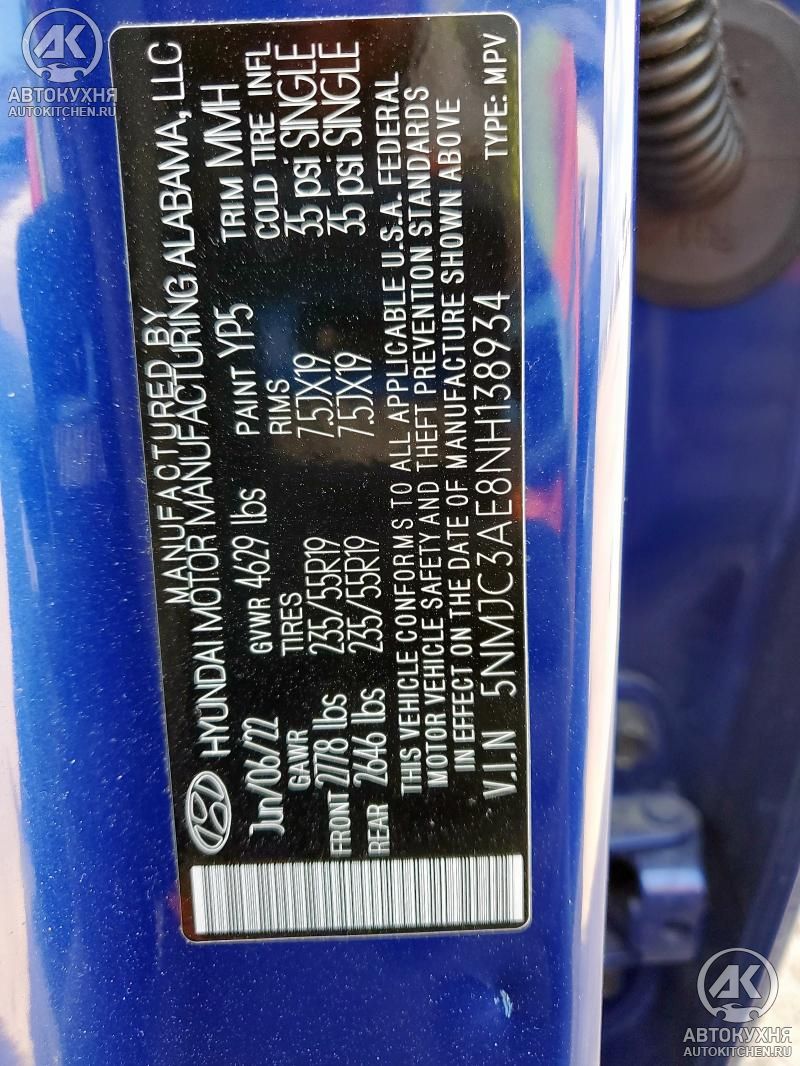 АВТОКУХНЯ
AUTOKITCHEN.RU
MANUFACTURED BY
HYUNDAI MOTOR MANUFACTURING ALABAMA, LLC
Jun/06/22 GVWR 4629 lbs PAINT YP5 TRIM MMH
GAWR TIRES RIMS COLD TIRE INFL
FRONT 2778 lbs 235/55R19 7.5JX19 35 psi SINGLE
REAR 2646 lbs 235/55R19 7.5JX19 35 psi SINGLE
THIS VEHICLE CONFORMS TO ALL APPLICABLE U.S.A. FEDERAL
MOTOR VEHICLE SAFETY AND THEFT PREVENTION STANDARDS
IN EFFECT ON THE DATE OF MANUFACTURE SHOWN ABOVE
V.I.N 5NMJC3AE8NH138934 TYPE: MPV
АВТОКУХНЯ
AUTOKITCHEN.RU